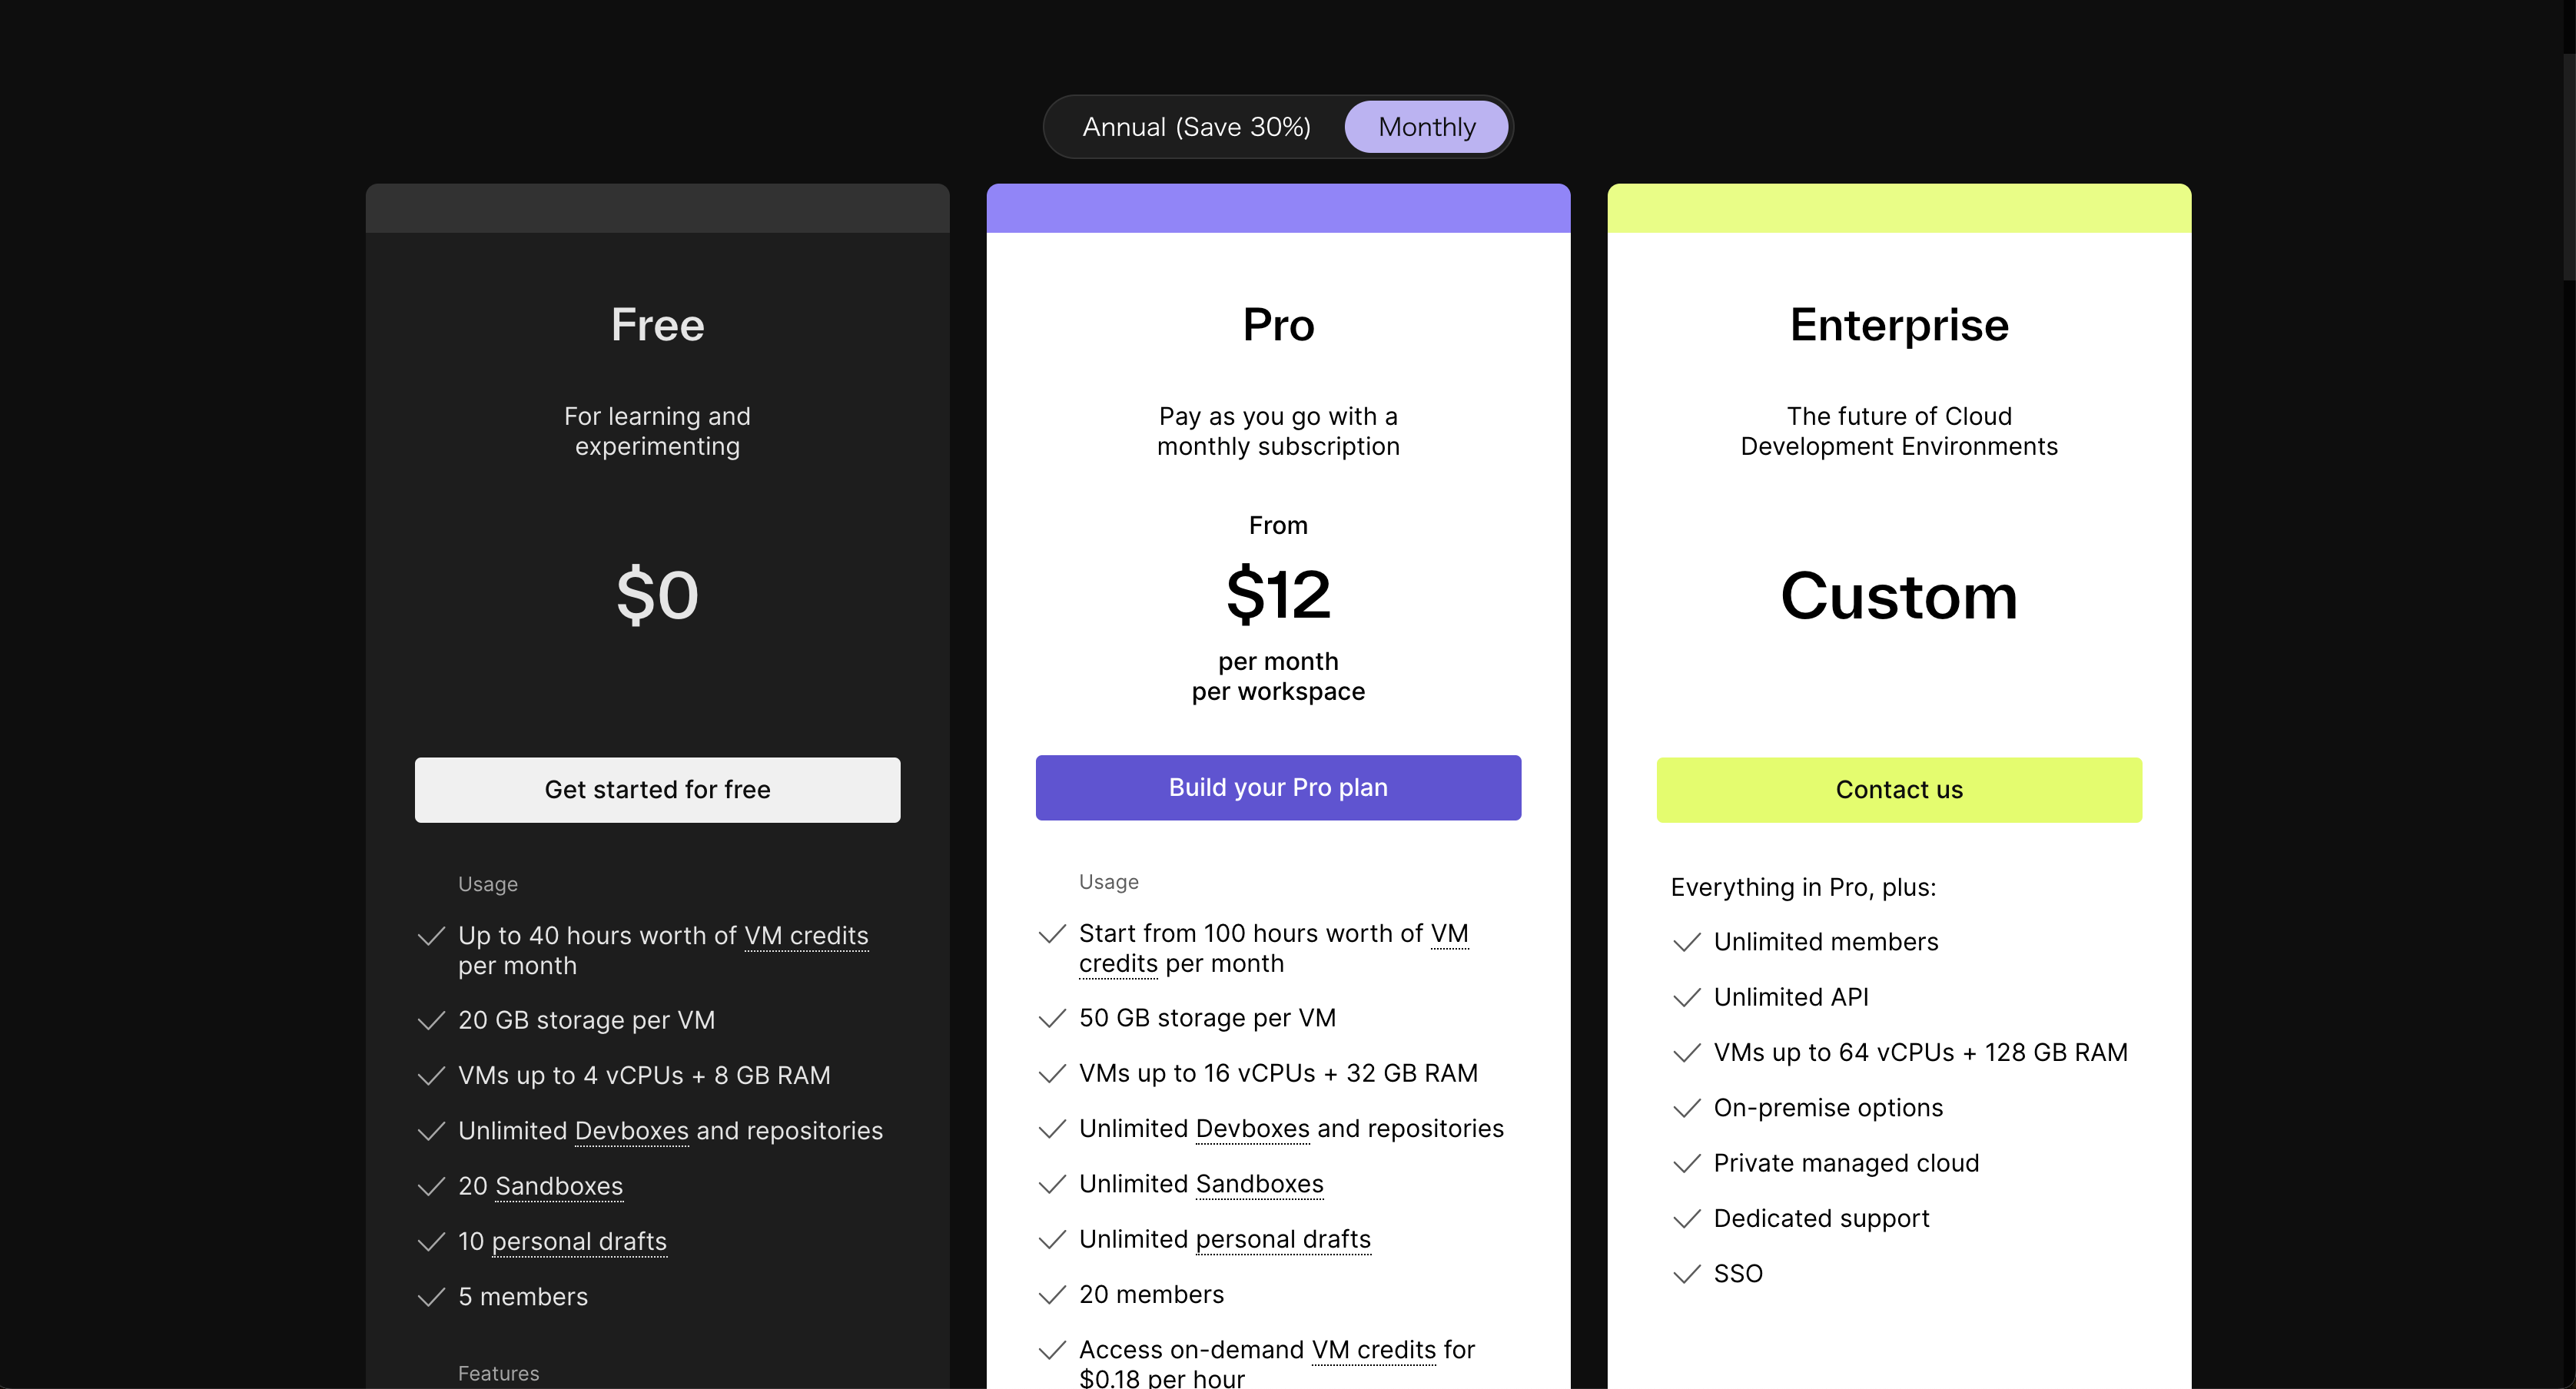 Annual (Save 30%)
Monthly
Free
For learning and
experimenting
$0
Get started for free
Usage
Up to 40 hours worth of VM credits
per month
20 GB storage per VM
VMs up to 4 vCPUs + 8 GB RAM
Unlimited Devboxes and repositories
20 Sandboxes
10 personal drafts
5 members
Features
Pro
Pay as you go with a
monthly subscription
From
$12
per month
per workspace
Build your Pro plan
Usage
Start from 100 hours worth of VM
credits per month
50 GB storage per VM
VMs up to 16 vCPUs + 32 GB RAM
Unlimited Devboxes and repositories
Unlimited Sandboxes
Unlimited personal drafts
20 members
Access on-demand VM credits for
$0.18 per hour
Enterprise
The future of Cloud
Development Environments
Custom
Contact us
Everything in Pro, plus:
Unlimited members
Unlimited API
VMs up to 64 vCPUs + 128 GB RAM
On-premise options
Private managed cloud
Dedicated support
SSO